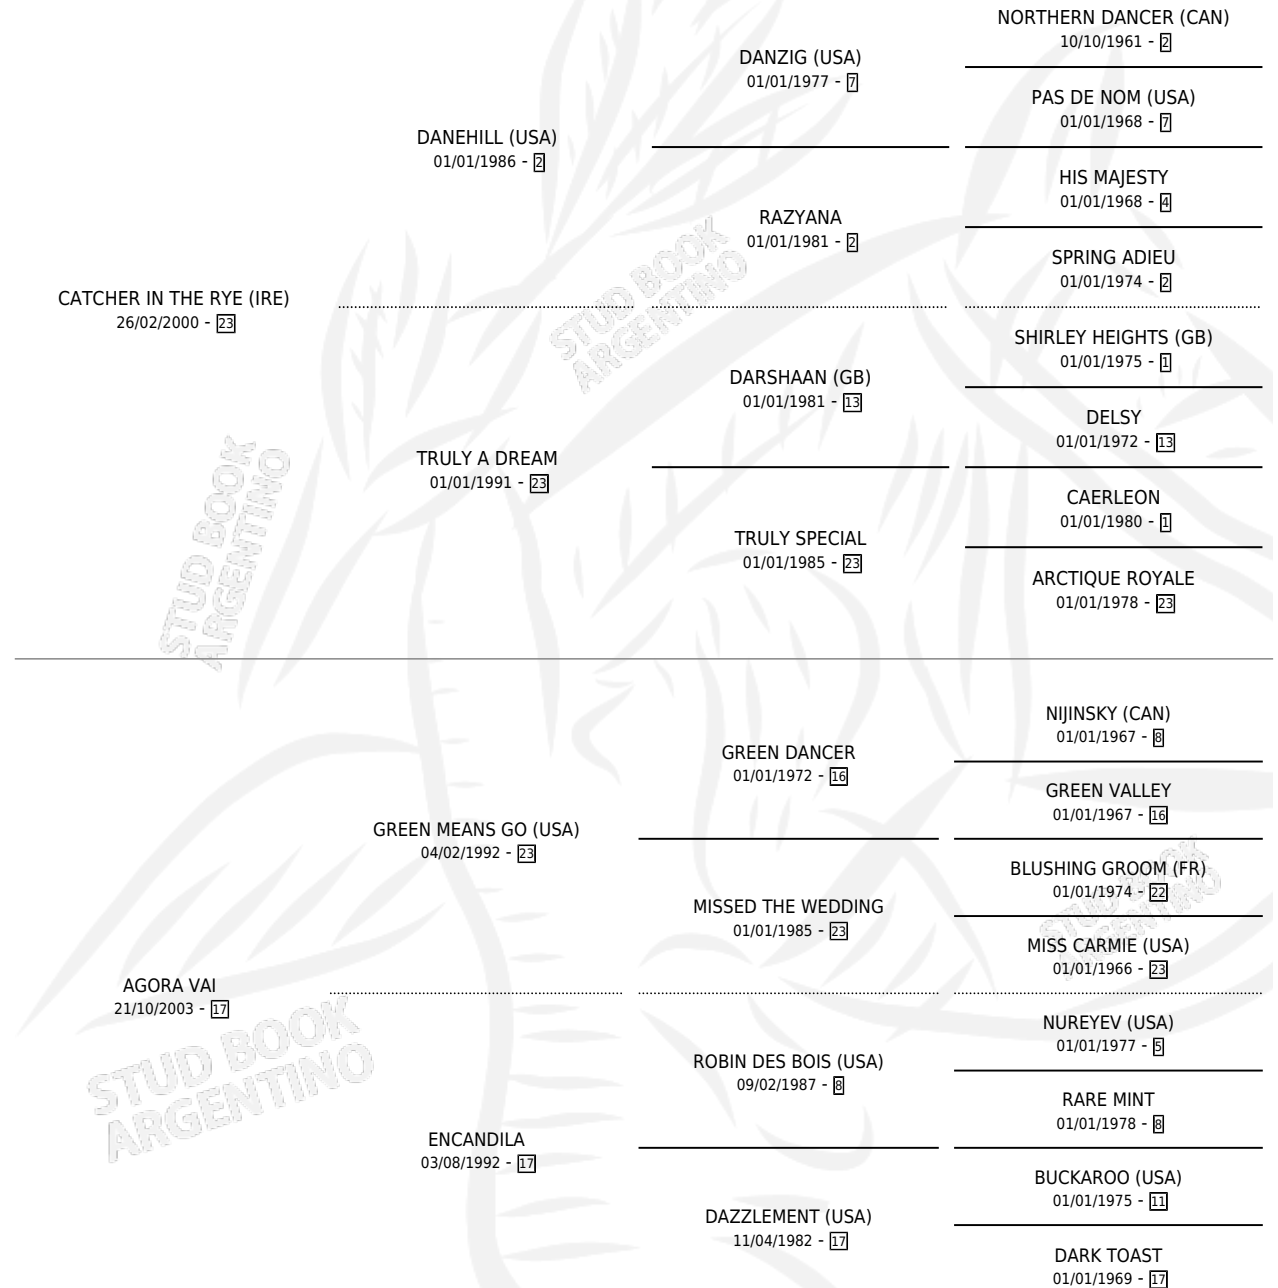 NORTHERN DANCER (CAN)
10/10/1961 - 2
DANZIG (USA)
01/01/1977 - 7
PAS DE NOM (USA)
01/01/1968 - 7
DANEHILL (USA)
01/01/1986 - 2
HIS MAJESTY
01/01/1968 - 4
RAZYANA
01/01/1981 - 2
SPRING ADIEU
01/01/1974 - 2
CATCHER IN THE RYE (IRE)
26/02/2000 - 23
STUD BOOK
ARGENTINO
SHIRLEY HEIGHTS (GB)
01/01/1975 - 1
DARSHAAN (GB)
01/01/1981 - 13
DELSY
01/01/1972 - 13
TRULY A DREAM
01/01/1991 - 23
CAERLEON
01/01/1980 - 1
TRULY SPECIAL
01/01/1985 - 23
ARCTIQUE ROYALE
01/01/1978 - 23
STUD BOOK
ARGENTINO
NIJINSKY (CAN)
01/01/1967 - 8
GREEN DANCER
01/01/1972 - 16
GREEN VALLEY
01/01/1967 - 16
GREEN MEANS GO (USA)
04/02/1992 - 23
BLUSHING GROOM (FR)
01/01/1974 - 22
MISSED THE WEDDING
01/01/1985 - 23
STUD BOOK
ARGENTINO
MISS CARMIE (USA)
01/01/1966 - 23
AGORA VAI
21/10/2003 - 17
STUD BOOK
ARGENTINO
NUREYEV (USA)
01/01/1977 - 5
ROBIN DES BOIS (USA)
09/02/1987 - 8
RARE MINT
01/01/1978 - 8
ENCANDILA
03/08/1992 - 17
BUCKAROO (USA)
01/01/1975 - 11
DAZZLEMENT (USA)
11/04/1982 - 17
DARK TOAST
01/01/1969 - 17